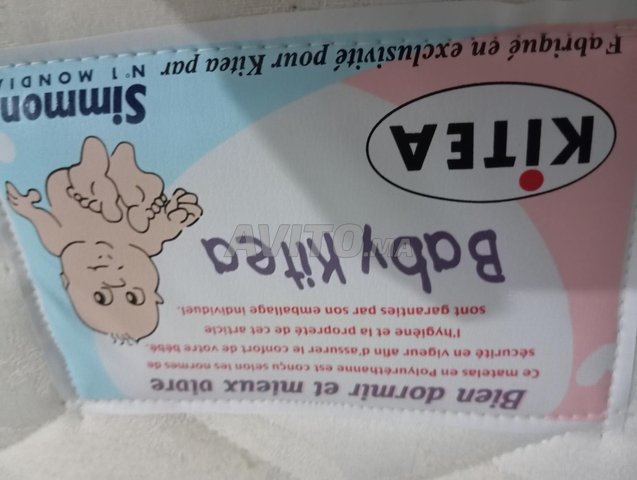 Bien dormir et mieux vivre
Ce matelas en Polyuréthanne est conçu selon les normes de
sécurité en vigueur afin d'assurer le confort de votre bébé.
l'hygiène et la propreté de cet article
sont garanties par son emballage individuel.
Baby Kitea
KITEA
Fabriqué en exclusivité pour Kitea par
Simmon
N°1 MONDIA
AVITO.MA